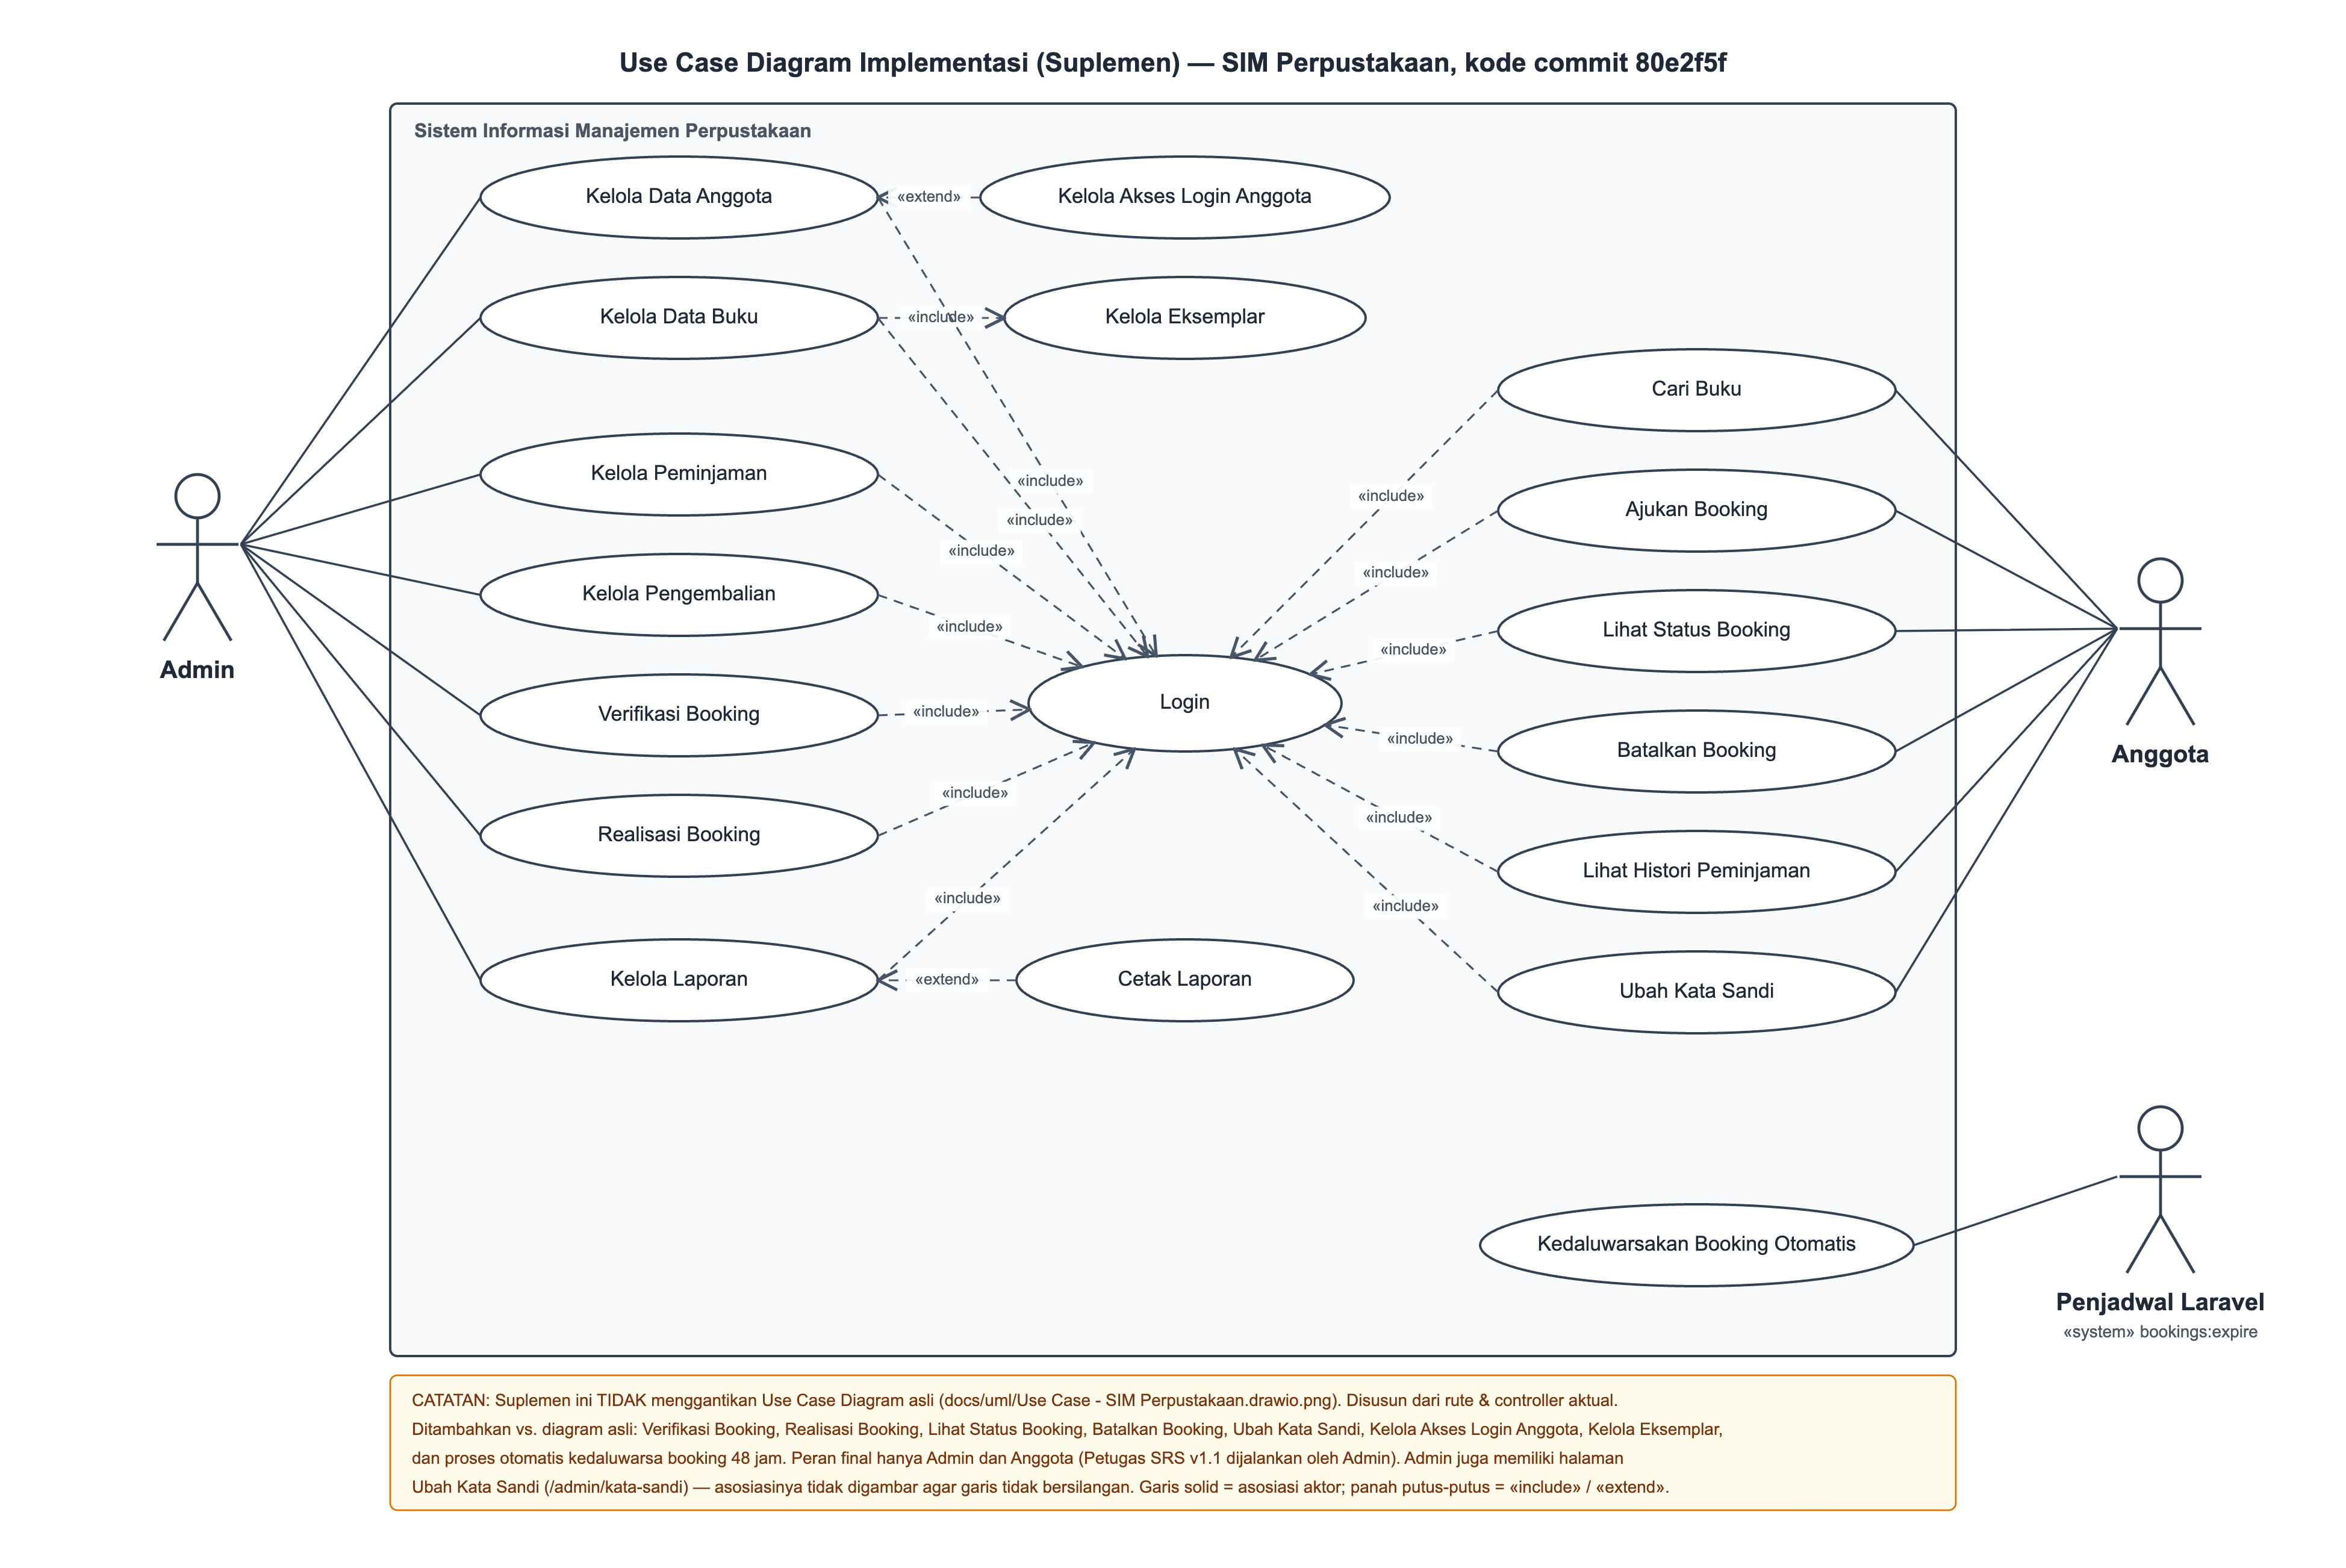 Use Case Diagram Implementasi (Suplemen) — SIM Perpustakaan, kode commit 80e2f5f
Sistem Informasi Manajemen Perpustakaan
Kelola Data Anggota
«extend»
Kelola Akses Login Anggota
Kelola Data Buku
«include»
Kelola Eksemplar
Cari Buku
Kelola Peminjaman
«include»
«include»
Ajukan Booking
«include»
«include»
«include»
Kelola Pengembalian
«include»
Lihat Status Booking
«include»
«include»
Admin
Login
Verifikasi Booking
«include»
Anggota
Batalkan Booking
«include»
Realisasi Booking
«include»
«include»
Lihat Histori Peminjaman
«include»
«include»
Kelola Laporan
«extend»
Cetak Laporan
Ubah Kata Sandi
Kedaluwarsakan Booking Otomatis
Penjadwal Laravel
«system» bookings:expire
CATATAN: Suplemen ini TIDAK menggantikan Use Case Diagram asli (docs/uml/Use Case - SIM Perpustakaan.drawio.png). Disusun dari rute & controller aktual.
Ditambahkan vs. diagram asli: Verifikasi Booking, Realisasi Booking, Lihat Status Booking, Batalkan Booking, Ubah Kata Sandi, Kelola Akses Login Anggota, Kelola Eksemplar,
dan proses otomatis kedaluwarsa booking 48 jam. Peran final hanya Admin dan Anggota (Petugas SRS v1.1 dijalankan oleh Admin). Admin juga memiliki halaman
Ubah Kata Sandi (/admin/kata-sandi) — asosiasinya tidak digambar agar garis tidak bersilangan. Garis solid = asosiasi aktor; panah putus-putus = «include» / «extend».